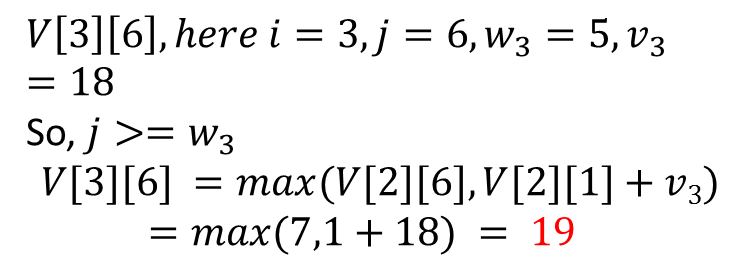 V[3][6], here i = 3, j = 6, w₃ = 5, v₃
= 18
So, j >= w₃
V[3][6] = max(V[2][6], V[2][1] + v₃)
= max(7,1 + 18) = 19